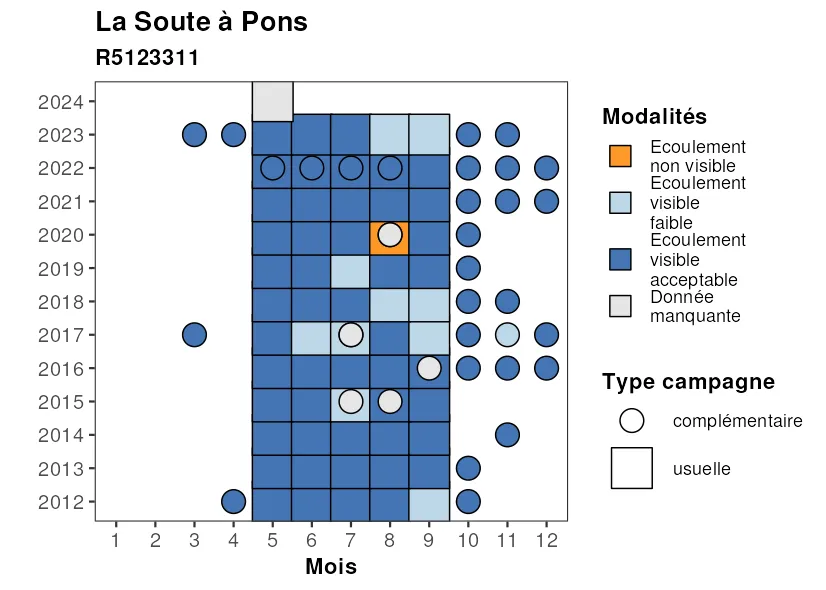 La Soute à Pons
R5123311
2024
2023
2022
2021
2020
2019
2018
2017
2016
2015
2014
2013
2012
1 2 3 4 5 6 7 8 9 10 11 12
Mois
Modalités
Ecoulement
non visible
Ecoulement
visible
faible
Ecoulement
visible
acceptable
Donnée
manquante
Type campagne
complémentaire
usuelle